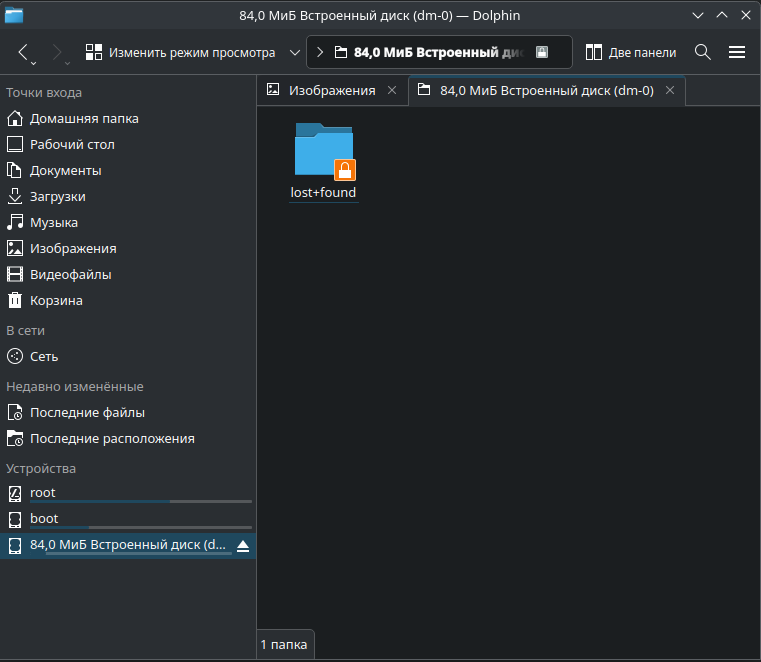 84,0 МиБ Встроенный диск (dm-0) — Dolphin
Изменить режим просмотра
84,0 МиБ Встроенный
Две панели
Точки входа
Домашняя папка
Рабочий стол
Документы
Загрузки
Музыка
Изображения
Видеофайлы
Корзина
В сети
Сеть
Недавно изменённые
Последние файлы
Последние расположения
Устройства
root
boot
84,0 МиБ Встроенный диск (d...
Изображения
84,0 МиБ Встроенный диск (dm-0)
lost+found
1 папка